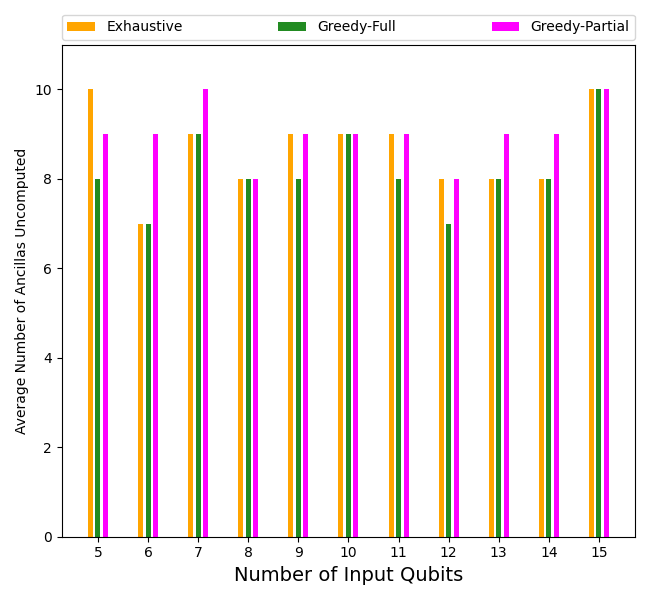 Exhaustive Greedy-Full Greedy-Partial
Average Number of Ancillas Uncomputed
10
8
6
4
2
0
5 6 7 8 9 10 11 12 13 14 15
Number of Input Qubits